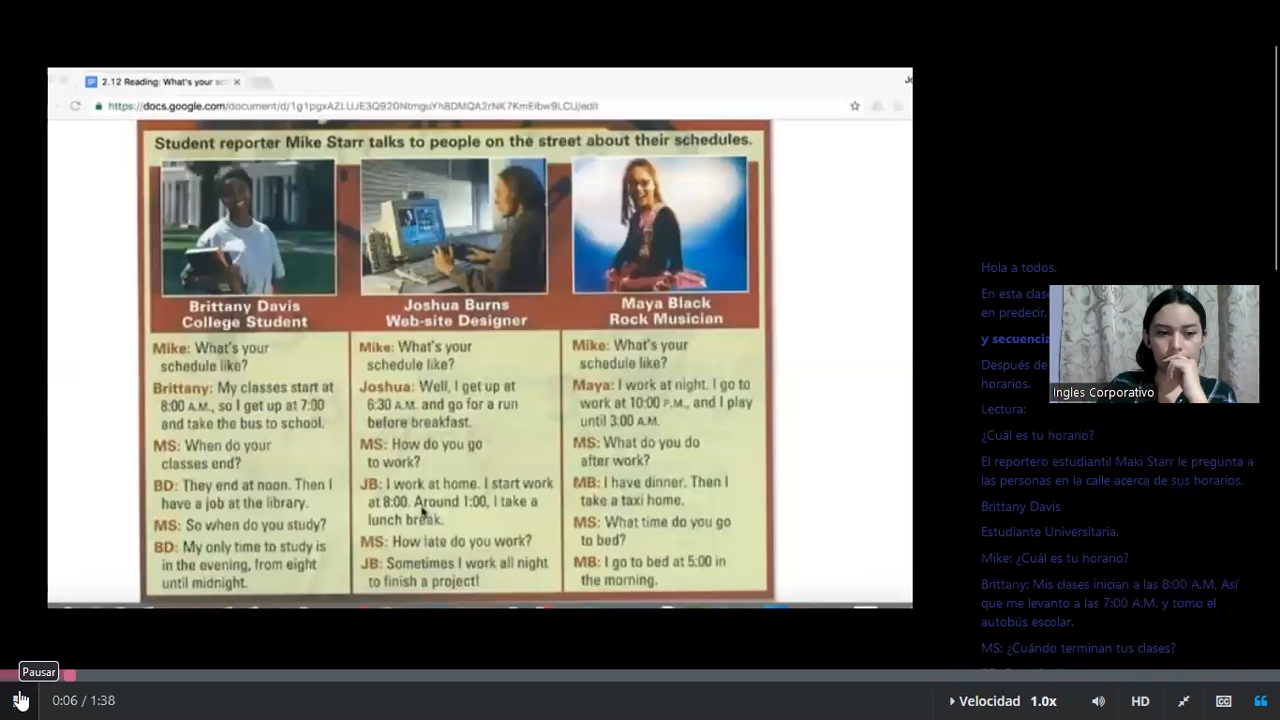 2.12 Reading: What's your
https://docs.google.com/document/d/
Student reporter Mike Starr talks to people on the street about their schedules.
Brittany Davis
College Student
Mike: What's your
schedule like?
Brittany: My classes start at
8:00 A.M., so I get up at 7:00
and take the bus to school.
MS: When do your
classes end?
BD: They end at noon. Then I
have a job at the library.
MS: So when do you study?
BD: My only time to study is
in the evening, from eight
until midnight.
Joshua Burns
Web-site Designer
Mike: What's your
schedule like?
Joshua: Well, I get up at
6:30 A.M. and go for a run
before breakfast.
MS: How do you go
to work?
JB: I work at home. I start work
at 8:00. Around 1:00, I take a
lunch break.
MS: How late do you work?
JB: Sometimes I work all night
to finish a project!
Maya Black
Rock Musician
Mike: What's your
schedule like?
Maya: I work at night. I go to
work at 10:00 P.M., and I play
until 3:00 A.M.
MS: What do you do
after work?
MB: I have dinner. Then I
take a taxi home.
MS: What time do you go
to bed?
MB: I go to bed at 5:00 in
the morning.
Hola a todos.
En esta
en predecir.
y
Después de
horarios.
Lectura:
¿Cuál es tu horario?
El reportero estudiantil Maki Starr le pregunta a
las personas en la calle acerca de sus horarios.
Brittany Davis
Estudiante Universitaria.
Mike: ¿Cuál es tu horario?
Brittany: Mis clases inician a las 8:00 A.M. Así
que me levanto a las 7:00 A.M. y tomo el
autobús escolar.
MS: ¿Cuándo terminan tus clases?
Ingles Corporativo
Pausar
0:06 / 1:38
Velocidad 1.0x
HD
CC